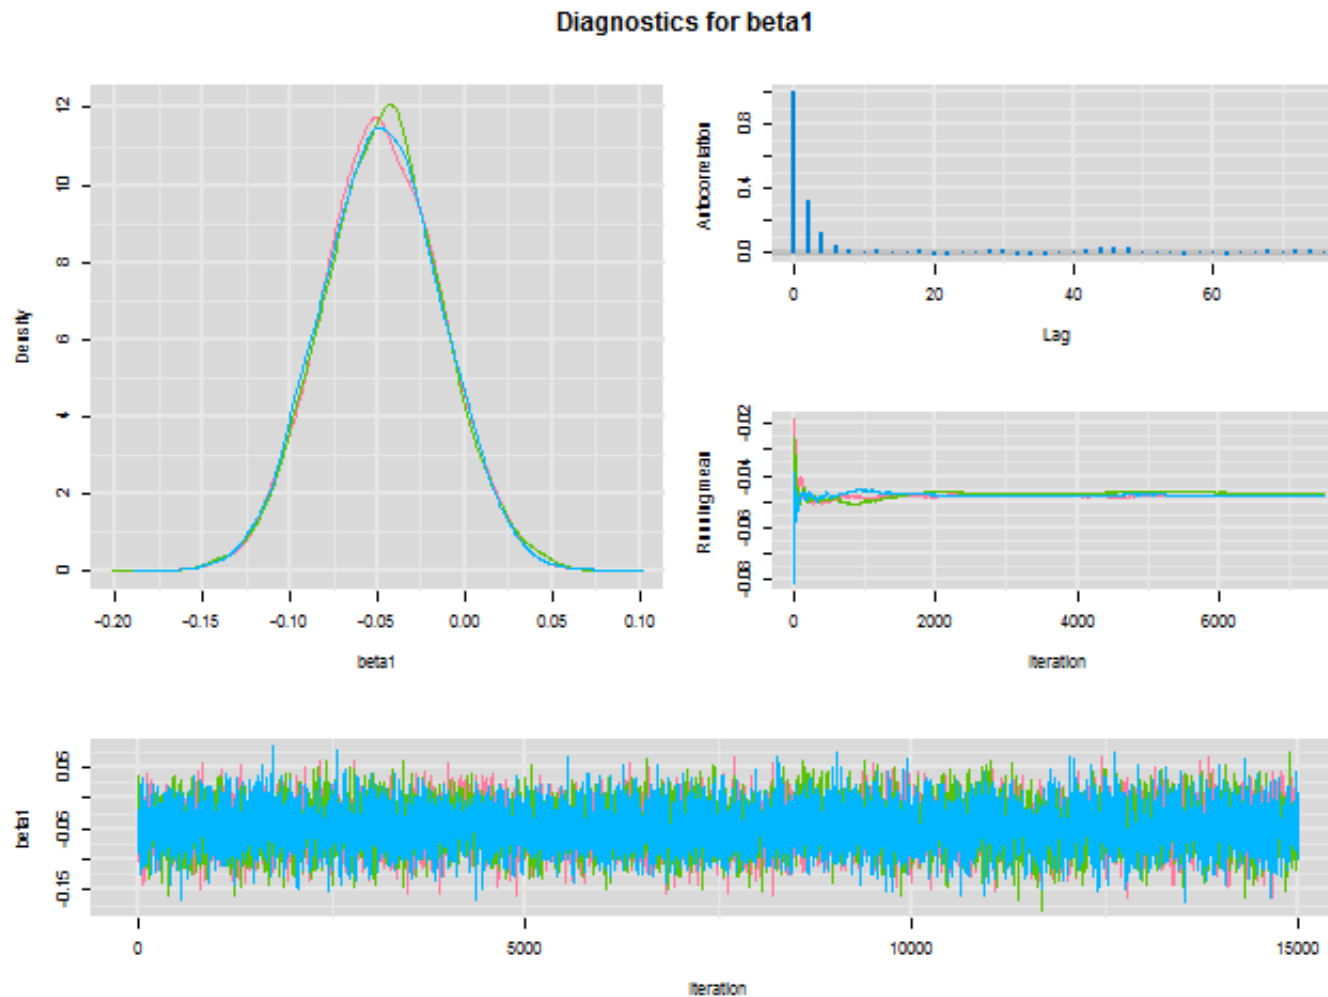 Diagnostics for beta1
Density
12
10
8
6
4
2
0
-0.20 -0.15 -0.10 -0.05 0.00 0.05 0.10
beta1
Autocorrelation
0.8
0.4
0.0
0 20 40 60
Lag
Running mean
-0.02
-0.04
-0.06
-0.08
0 2000 4000 6000
Iteration
beta1
0.05
-0.05
-0.15
0 5000 10000 15000
Iteration